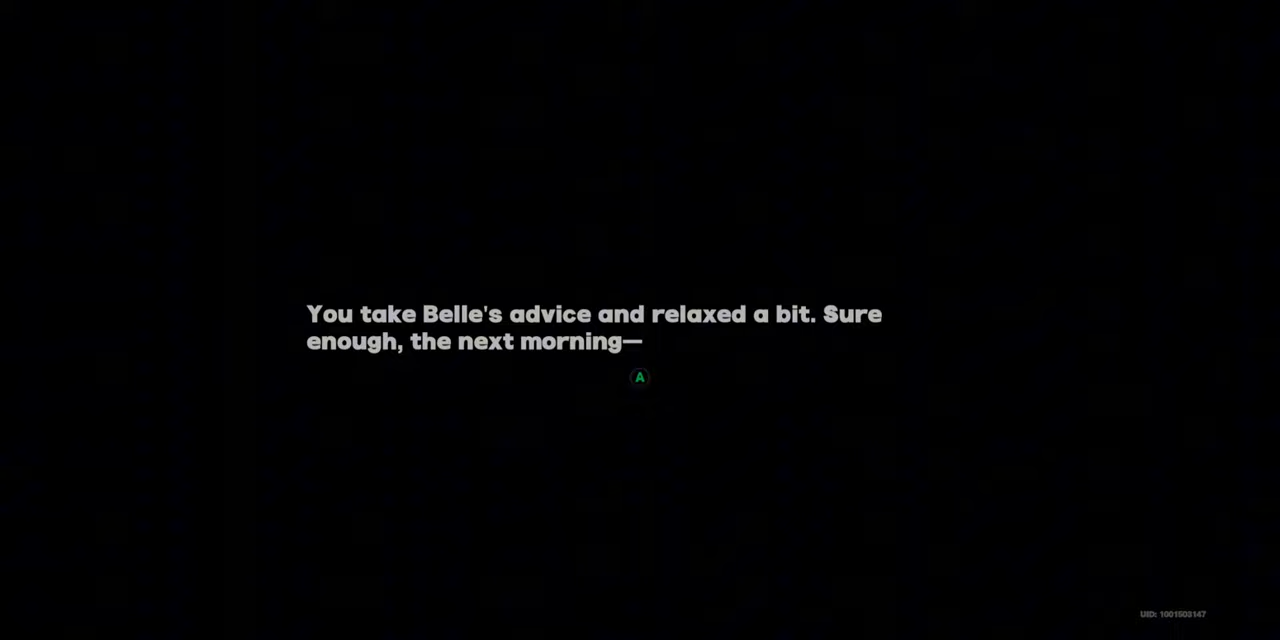 You take Belle's advice and relaxed a bit. Sure
enough, the next morning—
A
UID: 1001503147